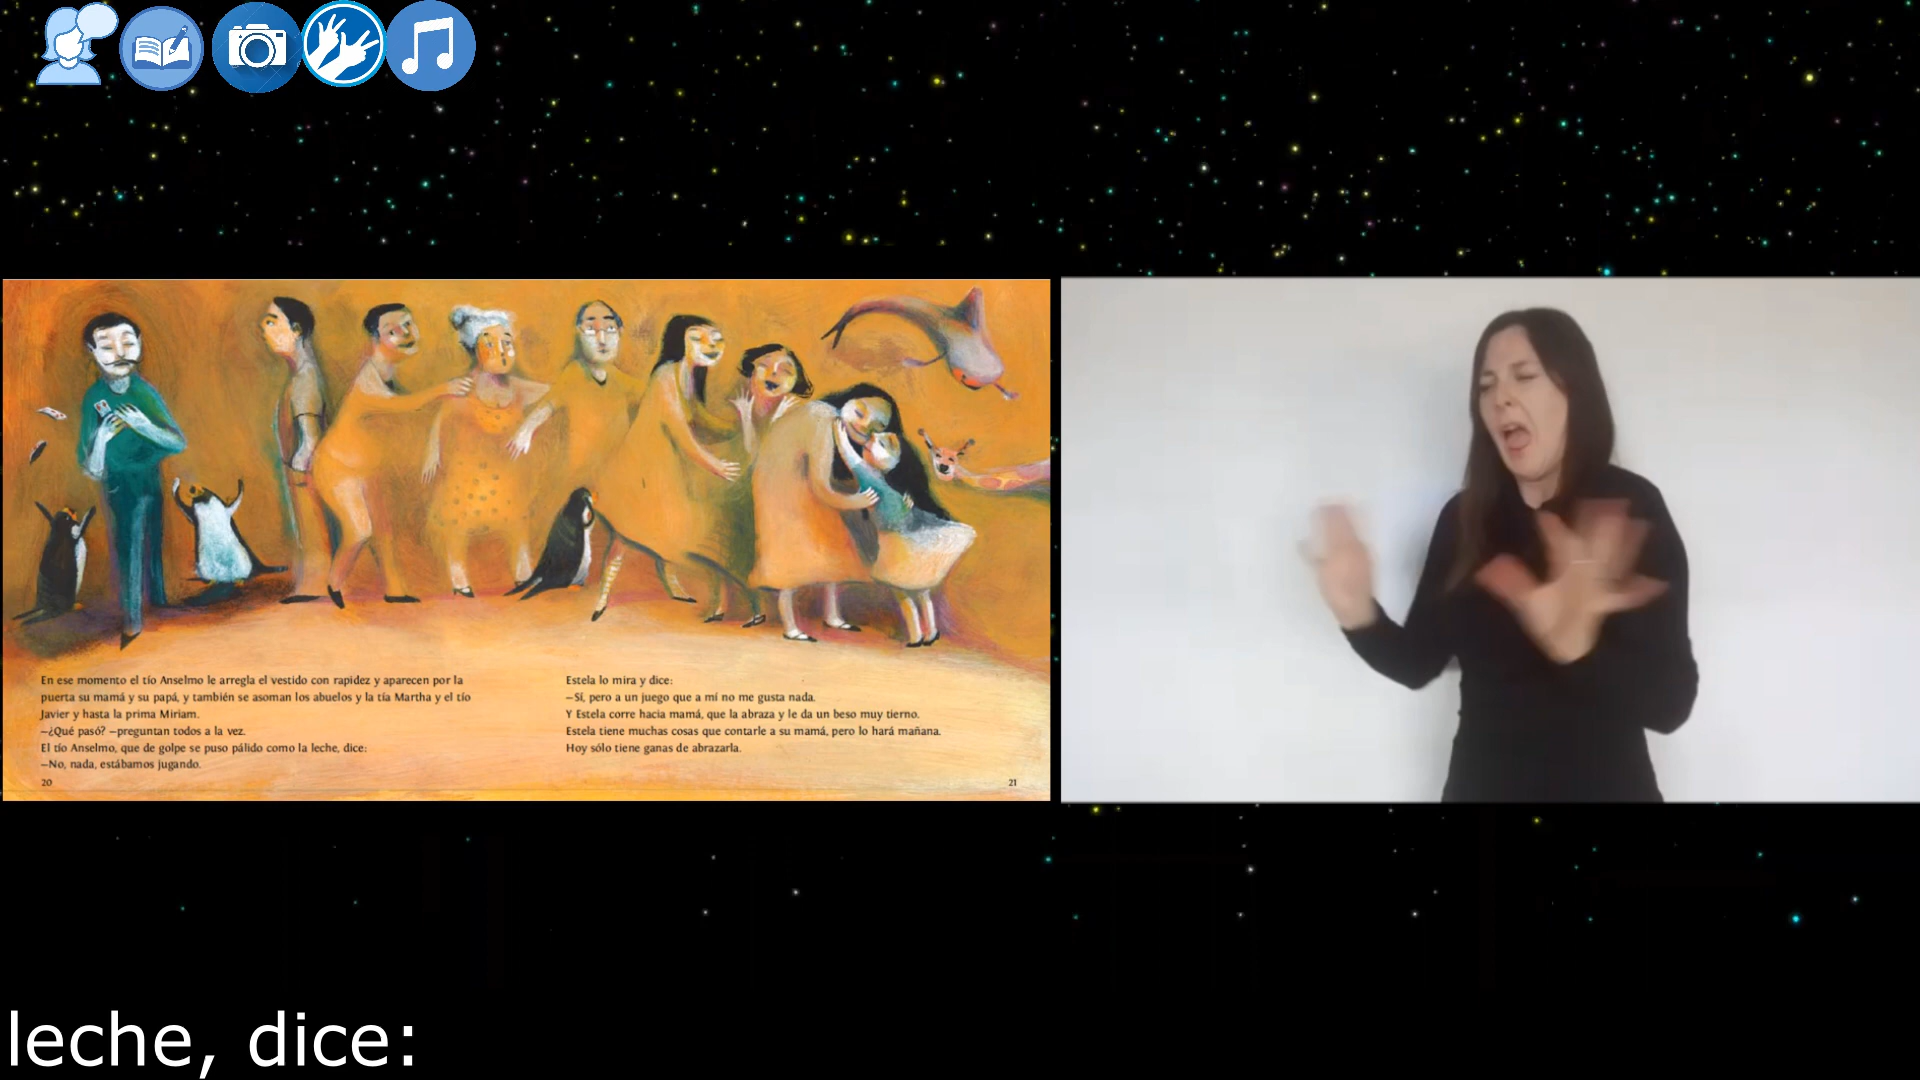 En ese momento el tío Anselmo le arregla el vestido con rapidez y aparecen por la
puerta su mamá y su papá, y también se asoman los abuelos y la tía Martha y el tío
Javier y hasta la prima Miriam.
—¿Qué pasó? —preguntan todos a la vez.
El tío Anselmo, que de golpe se puso pálido como la leche, dice:
—No, nada, estábamos jugando.
20
Estela lo mira y dice:
—Sí, pero a un juego que a mí no me gusta nada.
Y Estela corre hacia mamá, que la abraza y le da un beso muy tierno.
Estela tiene muchas cosas que contarle a su mamá, pero lo hará mañana.
Hoy sólo tiene ganas de abrazarla.
21
leche, dice: